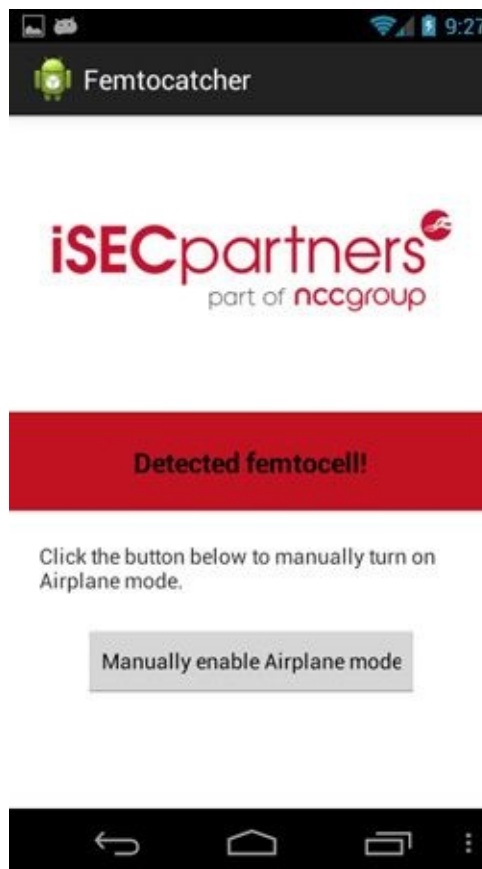 9:27
Femtocatcher
iSECpartners
part of nccgroup
Detected femtocell!
Click the button below to manually turn on
Airplane mode.
Manually enable Airplane mode